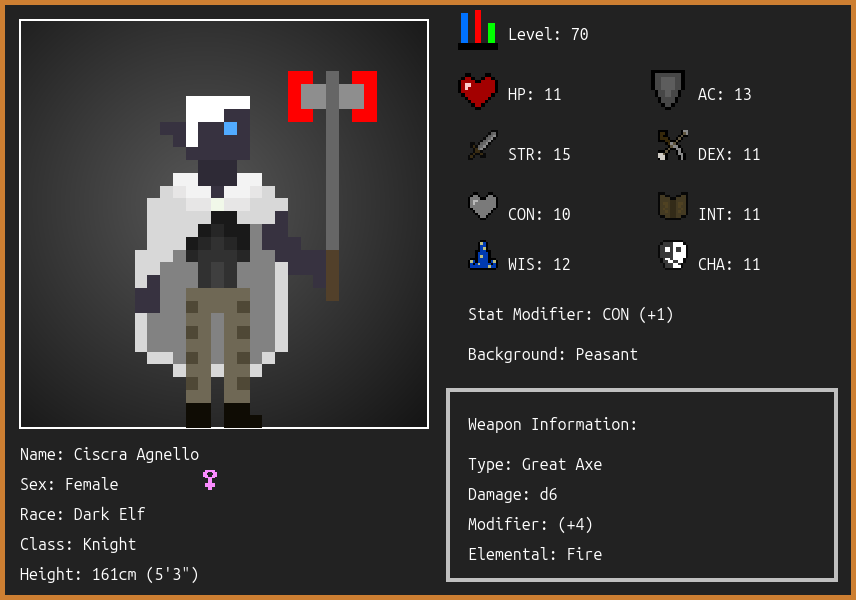 Level: 70
HP: 11
AC: 13
STR: 15
DEX: 11
CON: 10
INT: 11
WIS: 12
CHA: 11
Stat Modifier: CON (+1)
Background: Peasant
Weapon Information:
Type: Great Axe
Damage: d6
Modifier: (+4)
Elemental: Fire
Name: Ciscra Agnello
Sex: Female
Race: Dark Elf
Class: Knight
Height: 161cm (5'3")